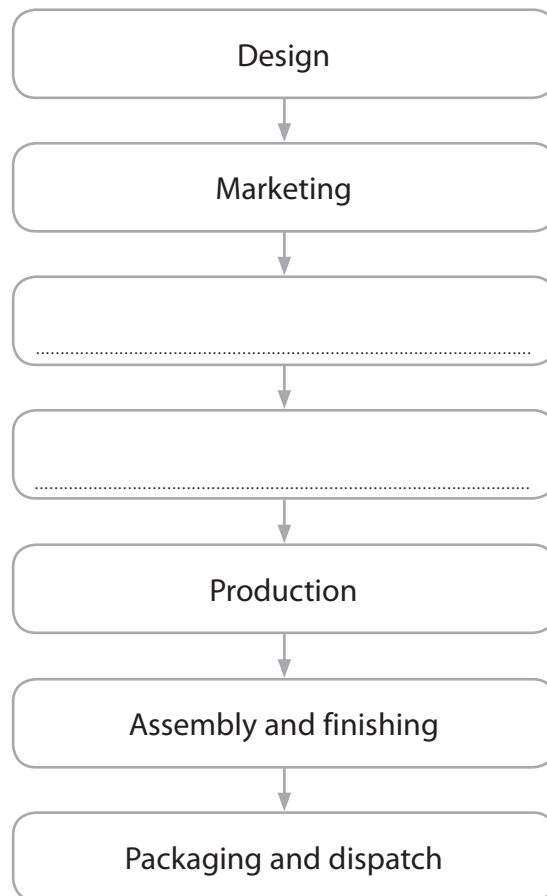 Design
Marketing
Production
Assembly and finishing
Packaging and dispatch